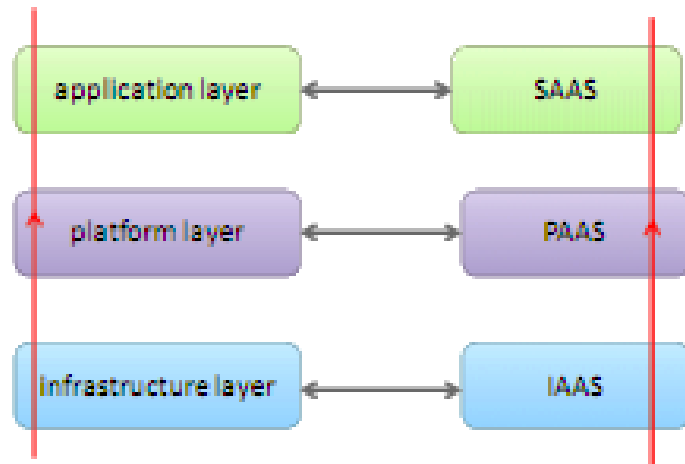 application layer
SAAS
platform layer
PAAS
infrastructure layer
IAAS